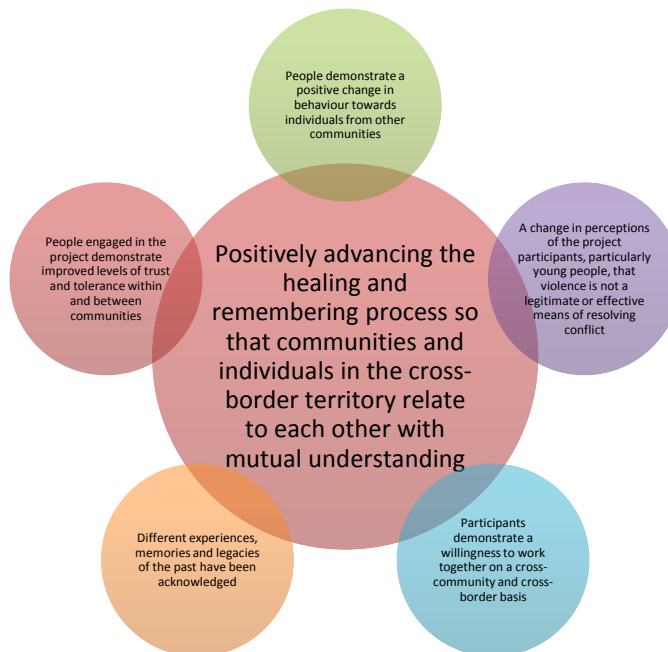 People demonstrate a
positive change in
behaviour towards
individuals from other
communities
People engaged in the
project demonstrate
improved levels of trust
and tolerance within
and between
communities
Positively advancing the
healing and
remembering process so
that communities and
individuals in the cross-
border territory relate
to each other with
mutual understanding
A change in perceptions
of the project
participants, particularly
young people, that
violence is not a
legitimate or effective
means of resolving
conflict
Different experiences,
memories and legacies
of the past have been
acknowledged
Participants
demonstrate a
willingness to work
together on a cross-
community and cross-
border basis